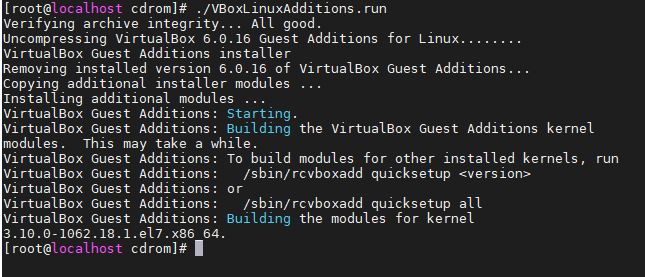 [root@localhost cdrom]# ./VBoxLinuxAdditions.run
Verifying archive integrity... All good.
Uncompressing VirtualBox 6.0.16 Guest Additions for Linux........
VirtualBox Guest Additions installer
Removing installed version 6.0.16 of VirtualBox Guest Additions...
Copying additional installer modules ...
Installing additional modules ...
VirtualBox Guest Additions: Starting.
VirtualBox Guest Additions: Building the VirtualBox Guest Additions kernel
modules.  This may take a while.
VirtualBox Guest Additions: To build modules for other installed kernels, run
VirtualBox Guest Additions:   /sbin/rcvboxadd quicksetup <version>
VirtualBox Guest Additions: or
VirtualBox Guest Additions:   /sbin/rcvboxadd quicksetup all
VirtualBox Guest Additions: Building the modules for kernel
3.10.0-1062.18.1.el7.x86_64.
[root@localhost cdrom]#